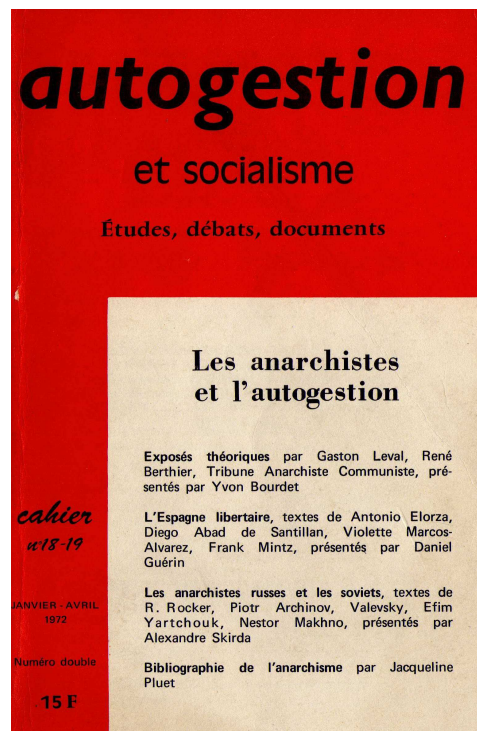 autogestion
et socialisme
Études, débats, documents
Les anarchistes
et l'autogestion
Exposés théoriques par Gaston Leval, René
Berthier, Tribune Anarchiste Communiste, pré-
sentés par Yvon Bourdet
L'Espagne libertaire, textes de Antonio Elorza,
Diego Abad de Santillan, Violette Marcos-
Alvarez, Frank Mintz, présentés par Daniel
Guérin
Les anarchistes russes et les soviets, textes de
R. Rocker, Piotr Archinov, Valevsky, Efim
Yartchouk, Nestor Makhno, présentés par
Alexandre Skirda
Bibliographie de l'anarchisme par Jacqueline
Pluet
cahier
n°18-19
JANVIER - AVRIL
1972
Numéro double
15 F